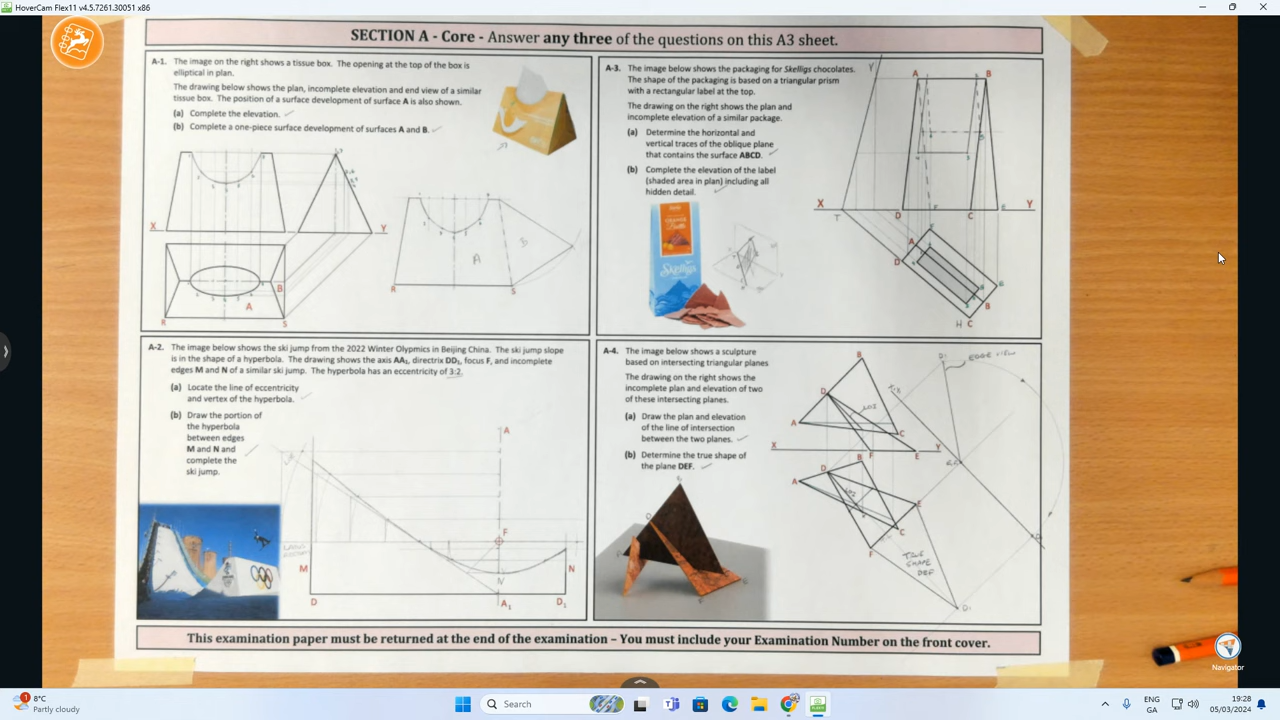 HoverCam Flex11 v4.5.7261.30051 x86
SECTION A - Core - Answer any three of the questions on this A3 sheet.
A-1. The image on the right shows a tissue box. The opening at the top of the box is
elliptical in plan.
The drawing below shows the plan, incomplete elevation and end view of a similar
tissue box. The position of a surface development of surface A is also shown.
(a) Complete the elevation.
(b) Complete a one-piece surface development of surfaces A and B.
X
Y
B
A
R
S
A
B
R
S
A-3. The image below shows the packaging for Skelligs chocolates.
The shape of the packaging is based on a triangular prism
with a rectangular label at the top.
The drawing on the right shows the plan and
incomplete elevation of a similar package.
(a) Determine the horizontal and
vertical traces of the oblique plane
that contains the surface ABCD.
(b) Complete the elevation of the label
(shaded area in plan) including all
hidden detail.
Skelligs
V
A
B
X
Y
T
D
C
A
D
B
H
C
A-2. The image below shows the ski jump from the 2022 Winter Olympics in Beijing China. The ski jump slope
is in the shape of a hyperbola. The drawing shows the axis AA1, directrix DD1, focus F, and incomplete
edges M and N of a similar ski jump. The hyperbola has an eccentricity of 3:2.
(a) Locate the line of eccentricity
and vertex of the hyperbola.
(b) Draw the portion of
the hyperbola
between edges
M and N and
complete the
ski jump.
A
F
M
N
V
D
A1
D1
A-4. The image below shows a sculpture
based on intersecting triangular planes
The drawing on the right shows the
incomplete plan and elevation of two
of these intersecting planes.
(a) Draw the plan and elevation
of the line of intersection
between the two planes.
(b) Determine the true shape of
the plane DEF.
B
D1
EDGE VIEW
D
A
C
X
Y
F
E
B
D
A
E
C
F
TRUE
SHAPE
DEF
D1
This examination paper must be returned at the end of the examination – You must include your Examination Number on the front cover.
Navigator
8°C
Partly cloudy
Search
ENG
GA
19:28
05/03/2024